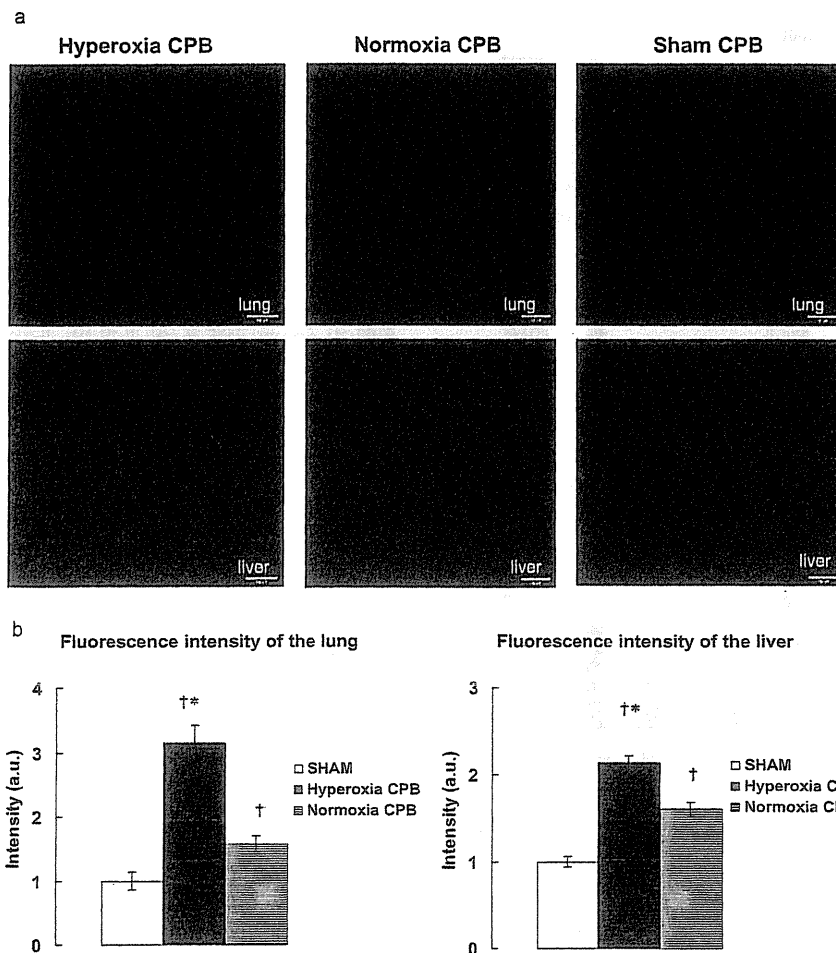 a
Hyperoxia CPB Normoxia CPB Sham CPB
lung lung lung
liver liver liver
b
Fluorescence intensity of the lung Fluorescence intensity of the liver
4
3
2
1
0
Intensity (a.u.)
†*
†
SHAM
Hyperoxia CPB
Normoxia CPB
3
2
1
0
Intensity (a.u.)
†*
†
SHAM
Hyperoxia C
Normoxia C